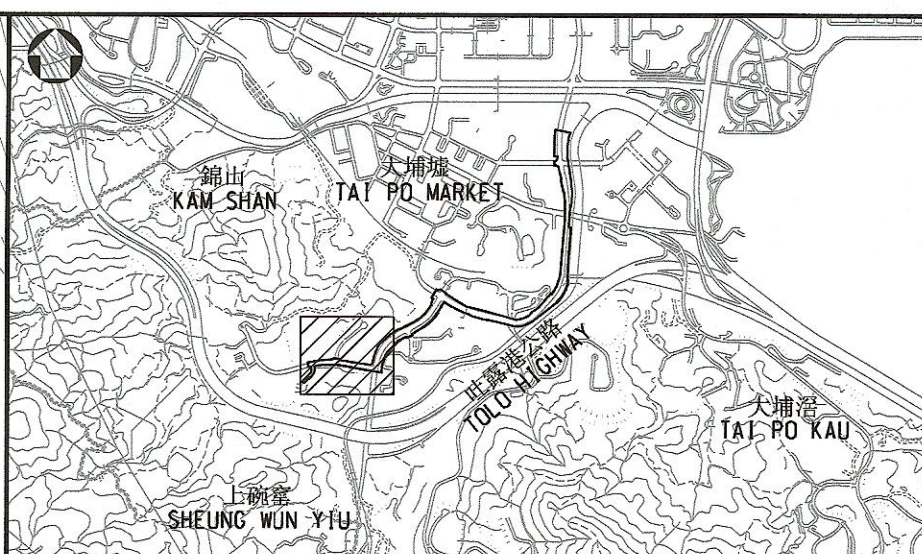 錦山
KAM SHAN
大埔墟
TAI PO MARKET
吐露港公路
TOLO HIGHWAY
大埔滘
TAI PO KAU
上碗窰
SHEUNG WUN YIU